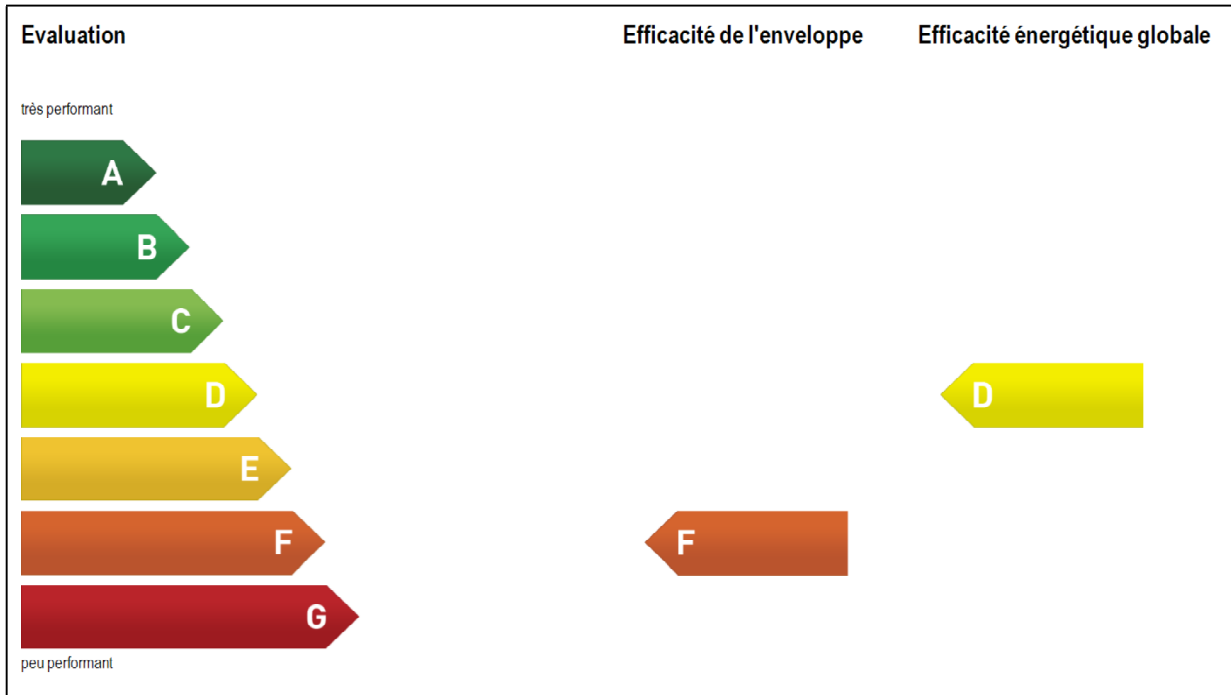 Evaluation Efficacité de l'enveloppe Efficacité énergétique globale
très performant
A
B
C
D D
E
F F
G
peu performant